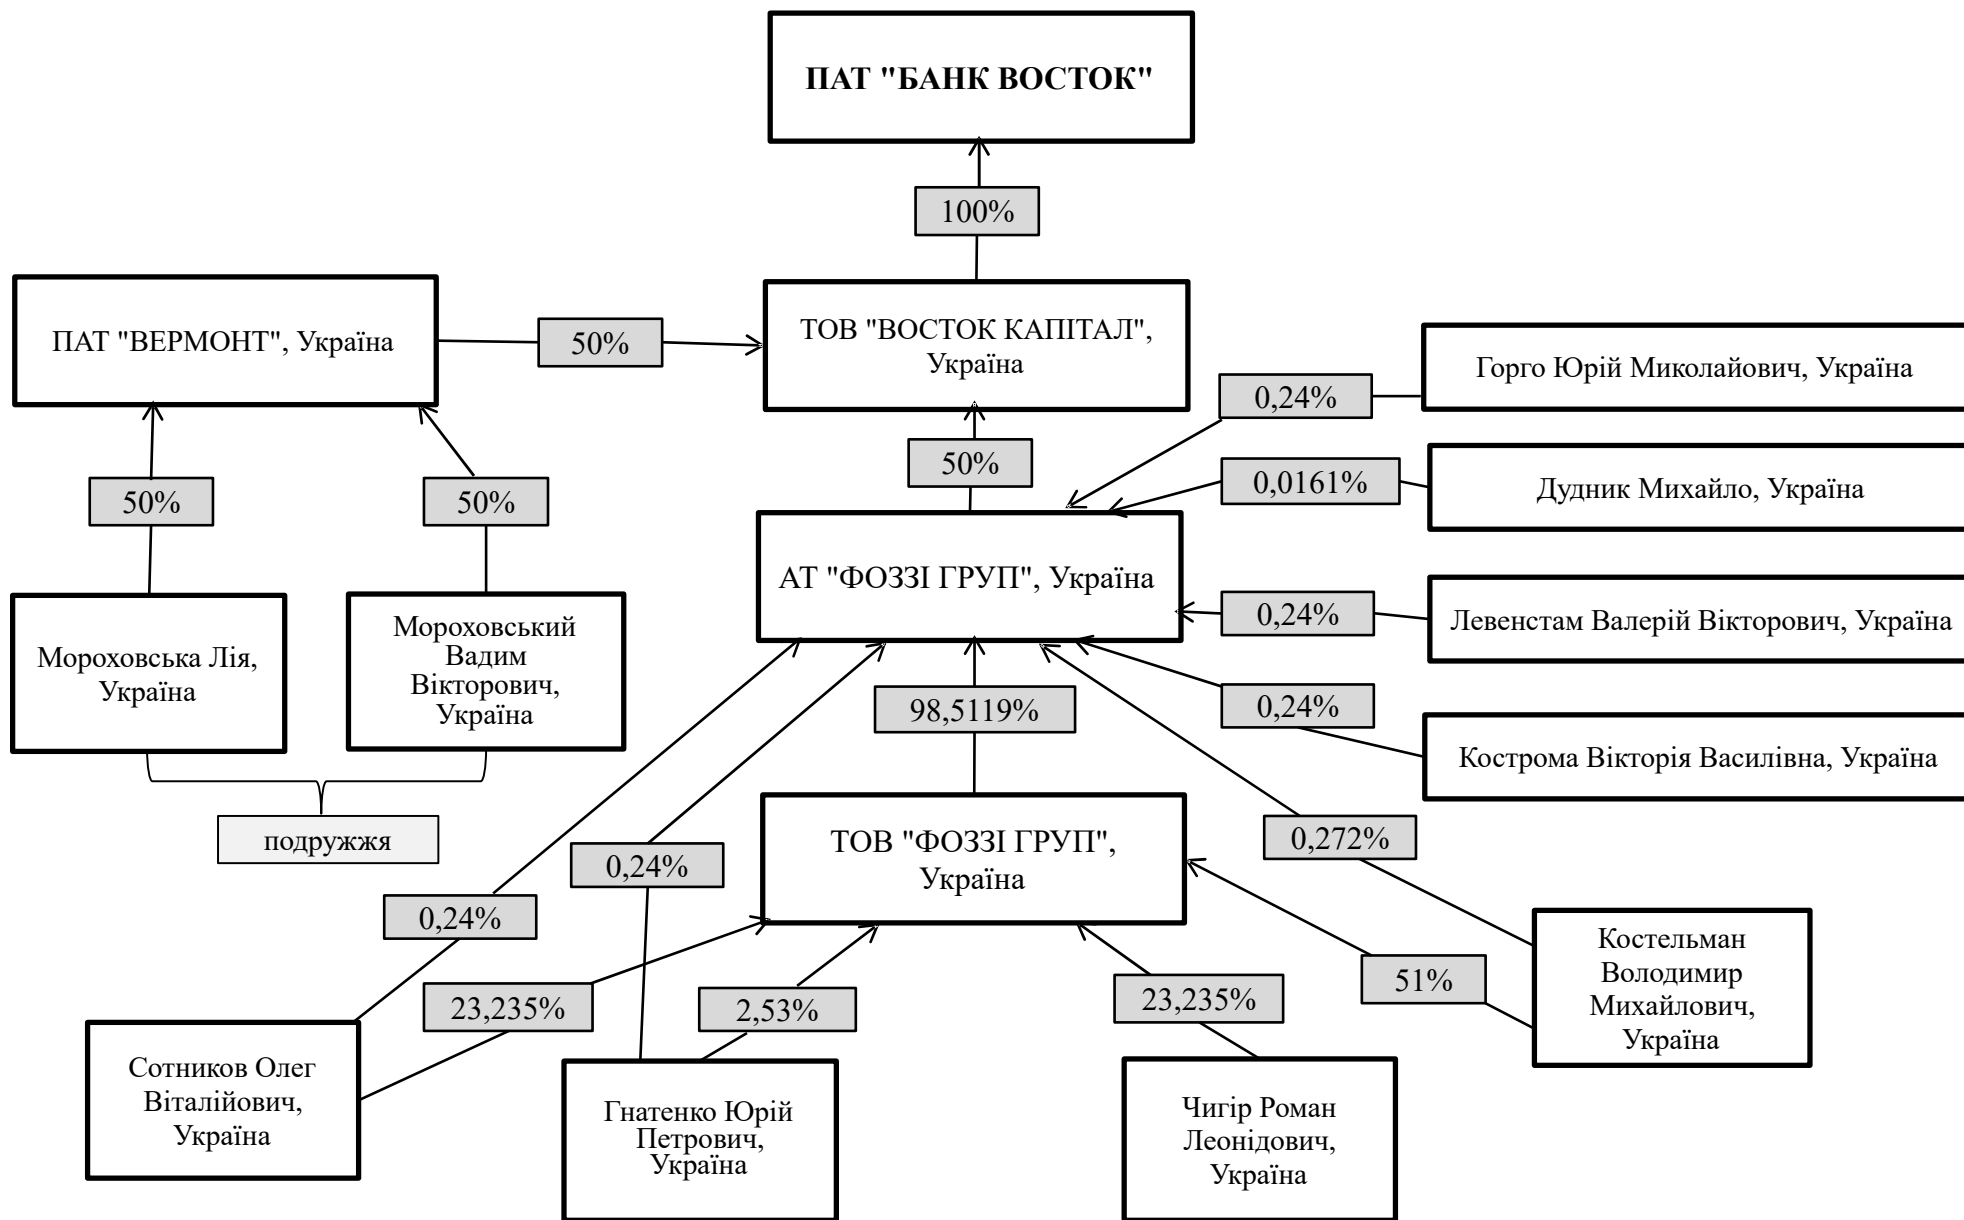 ПАТ "БАНК ВОСТОК"
100%
ПАТ "ВЕРМОНТ", Україна
50%
ТОВ "ВОСТОК КАПІТАЛ",
Україна
Горго Юрій Миколайович, Україна
0,24%
50%
50%
50%
0,0161%
Дудник Михайло, Україна
АТ "ФОЗЗІ ГРУП", Україна
0,24%
Левенстам Валерій Вікторович, Україна
Мороховська Лія,
Україна
Мороховський
Вадим
Вікторович,
Україна
98,5119%
0,24%
Кострома Вікторія Василівна, Україна
подружжя
ТОВ "ФОЗЗІ ГРУП",
Україна
0,272%
0,24%
0,24%
23,235%
2,53%
23,235%
51%
Костельман
Володимир
Михайлович,
Україна
Сотников Олег
Віталійович,
Україна
Гнатенко Юрій
Петрович,
Україна
Чигір Роман
Леонідович,
Україна